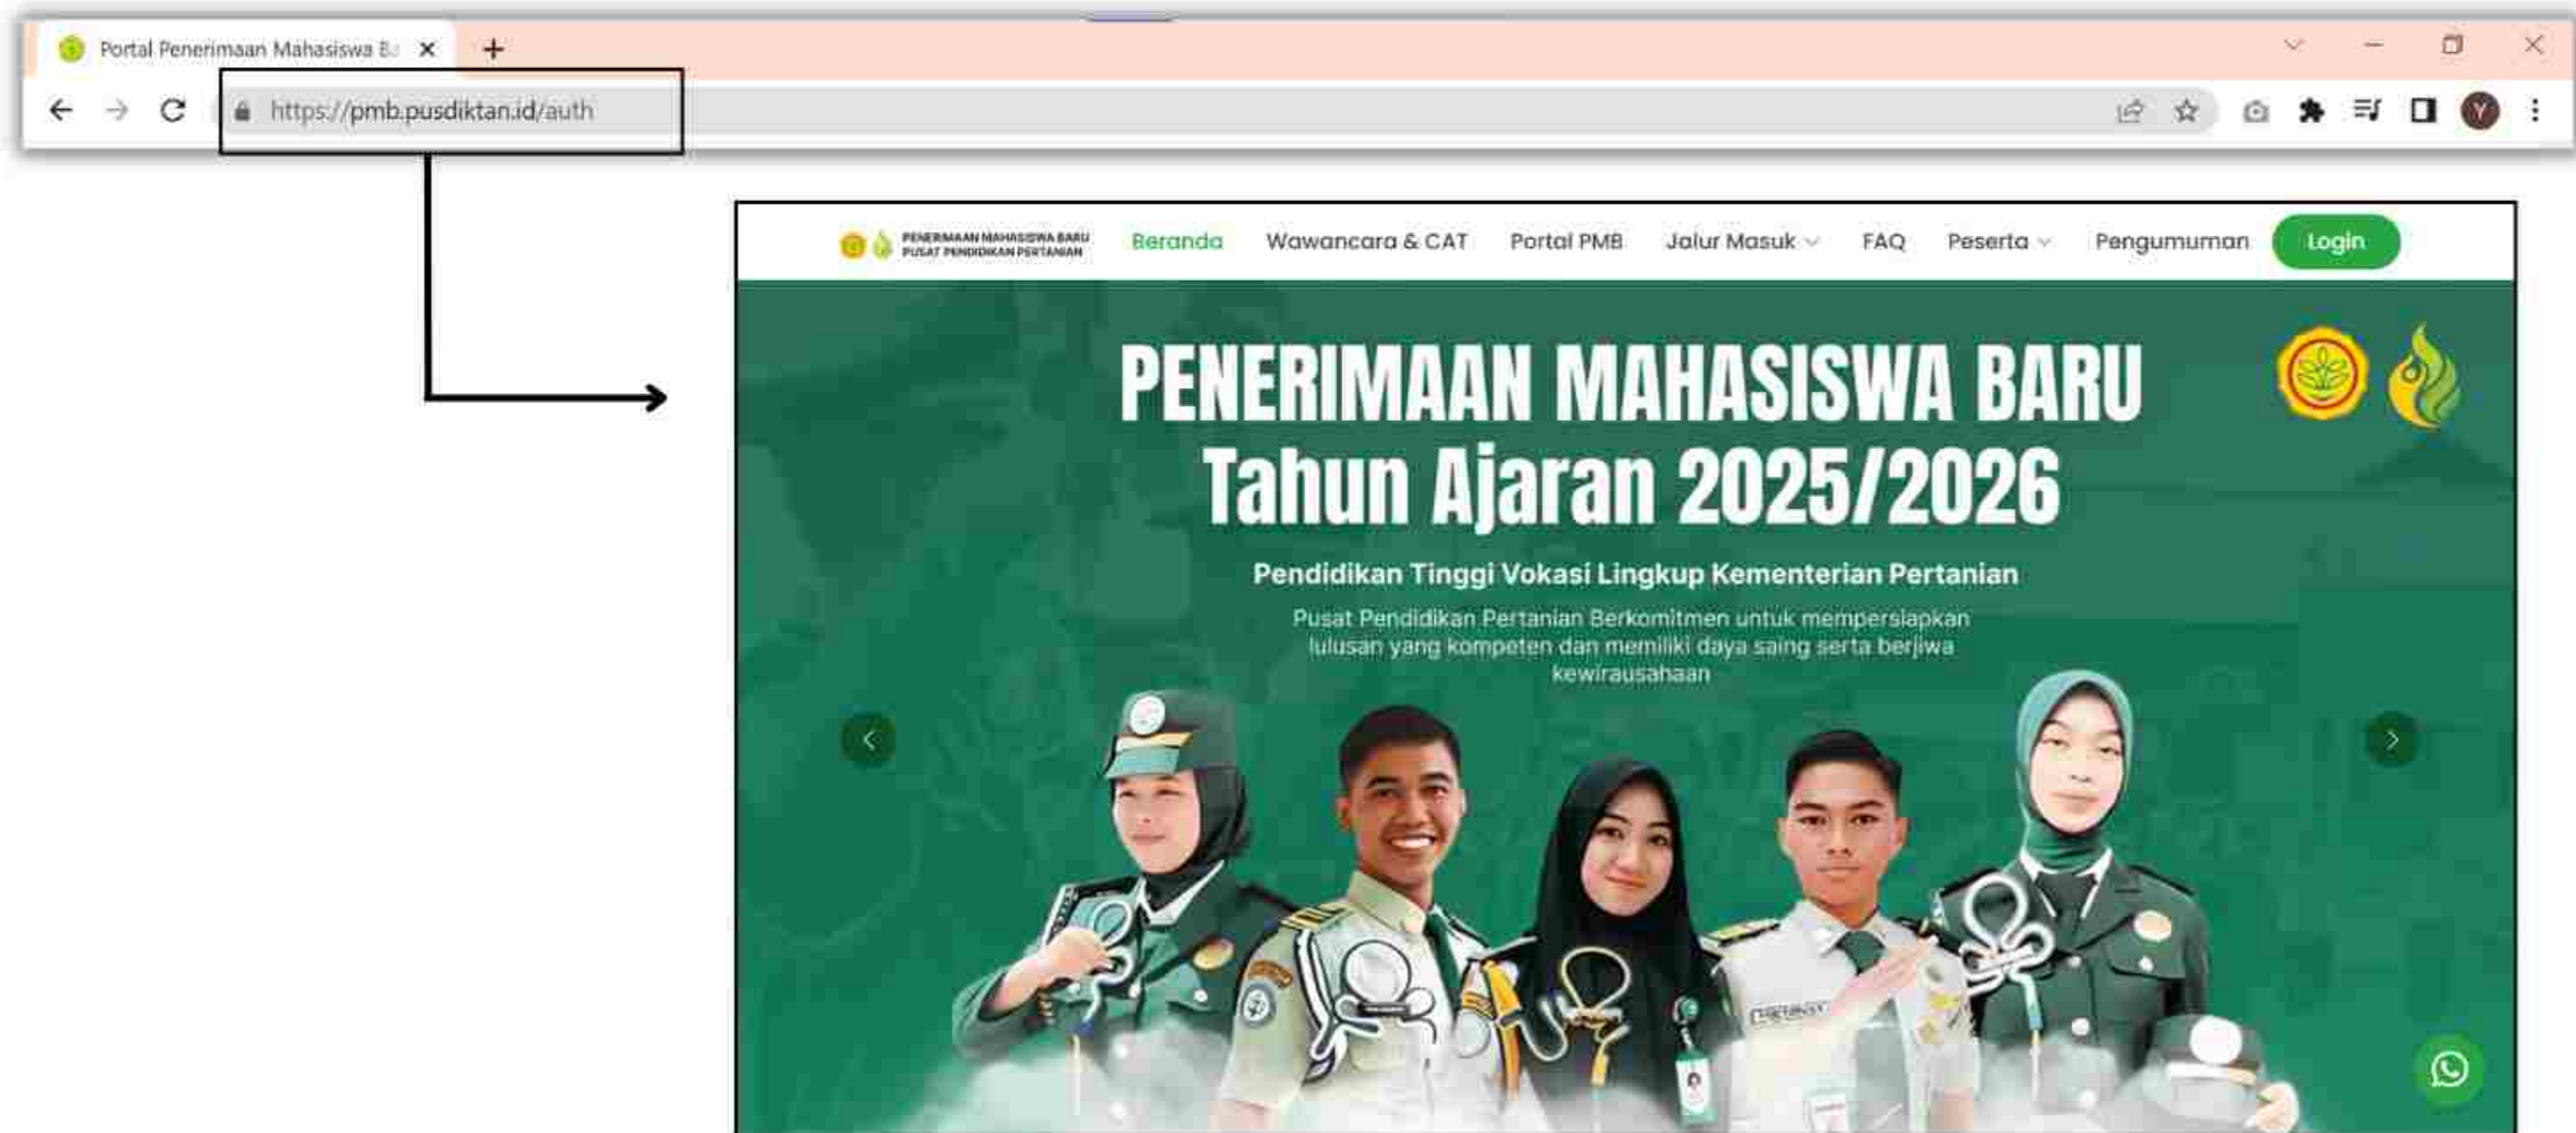 Portal Penerimaan Mahasiswa Ba
https://pmb.pusdiktan.id/auth
Y
PENERIMAAN MAHASISWA BARU
PUSAT PENDIDIKAN PERTANIAN
Beranda Wawancara & CAT Portal PMB Jalur Masuk FAQ Peserta Pengumuman Login
PENERIMAAN MAHASISWA BARU
Tahun Ajaran 2025/2026
Pendidikan Tinggi Vokasi Lingkup Kementerian Pertanian
Pusat Pendidikan Pertanian Berkomitmen untuk mempersiapkan
lulusan yang kompeten dan memiliki daya saing serta berjiwa
kewirausahaan